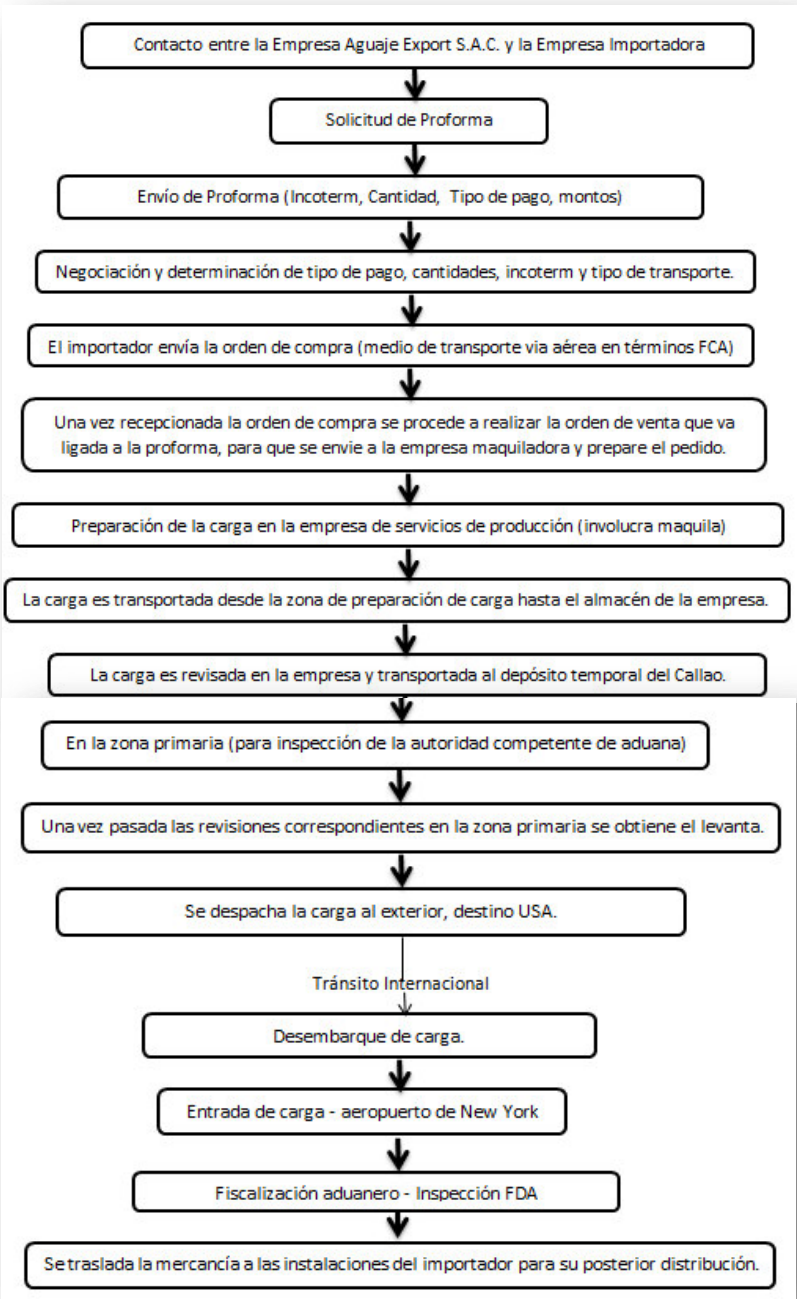 Contacto entre la Empresa Aguaje Export S.A.C. y la Empresa Importadora
Solicitud de Proforma
Envío de Proforma (Incoterm, Cantidad, Tipo de pago, montos)
Negociación y determinación de tipo de pago, cantidades, incoterm y tipo de transporte.
El importador envía la orden de compra (medio de transporte via aérea en términos FCA)
Una vez recepcionada la orden de compra se procede a realizar la orden de venta que va
ligada a la proforma, para que se envie a la empresa maquiladora y prepare el pedido.
Preparación de la carga en la empresa de servicios de producción (involucra maquila)
La carga es transportada desde la zona de preparación de carga hasta el almacén de la empresa.
La carga es revisada en la empresa y transportada al depósito temporal del Callao.
En la zona primaria (para inspección de la autoridad competente de aduana)
Una vez pasada las revisiones correspondientes en la zona primaria se obtiene el levanta.
Se despacha la carga al exterior, destino USA.
Tránsito Internacional
Desembarque de carga.
Entrada de carga - aeropuerto de New York
Fiscalización aduanero - Inspección FDA
Se traslada la mercancía a las instalaciones del importador para su posterior distribución.